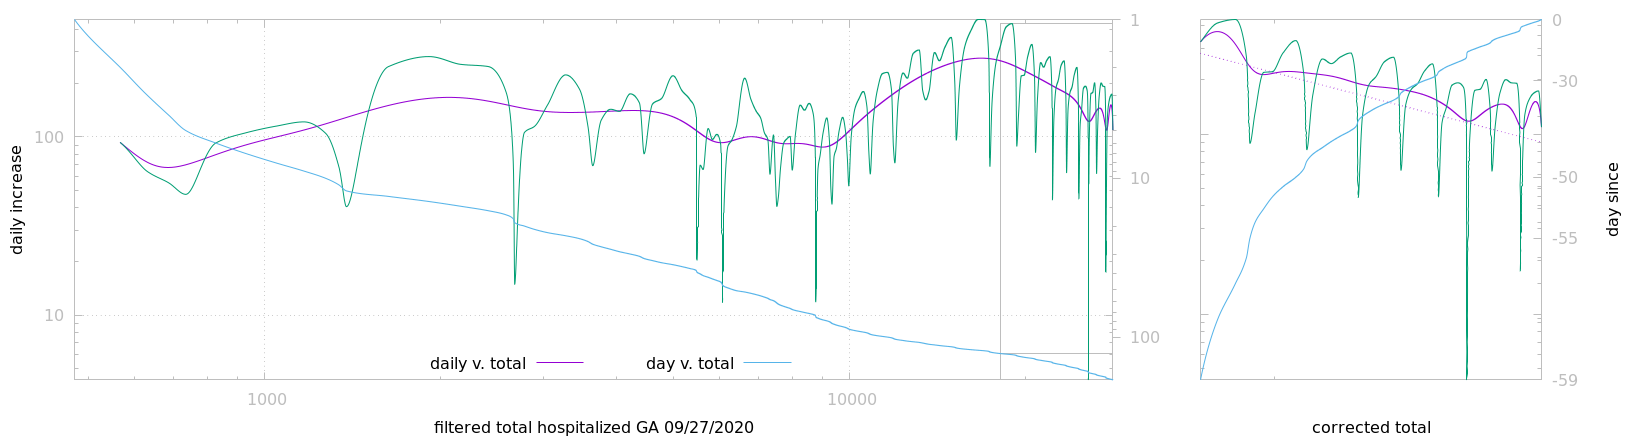 1
0
-30
100
10
-50
daily increase
day since
-55
10
100
daily v. total
day v. total
-59
1000
10000
filtered total hospitalized GA 09/27/2020
corrected total